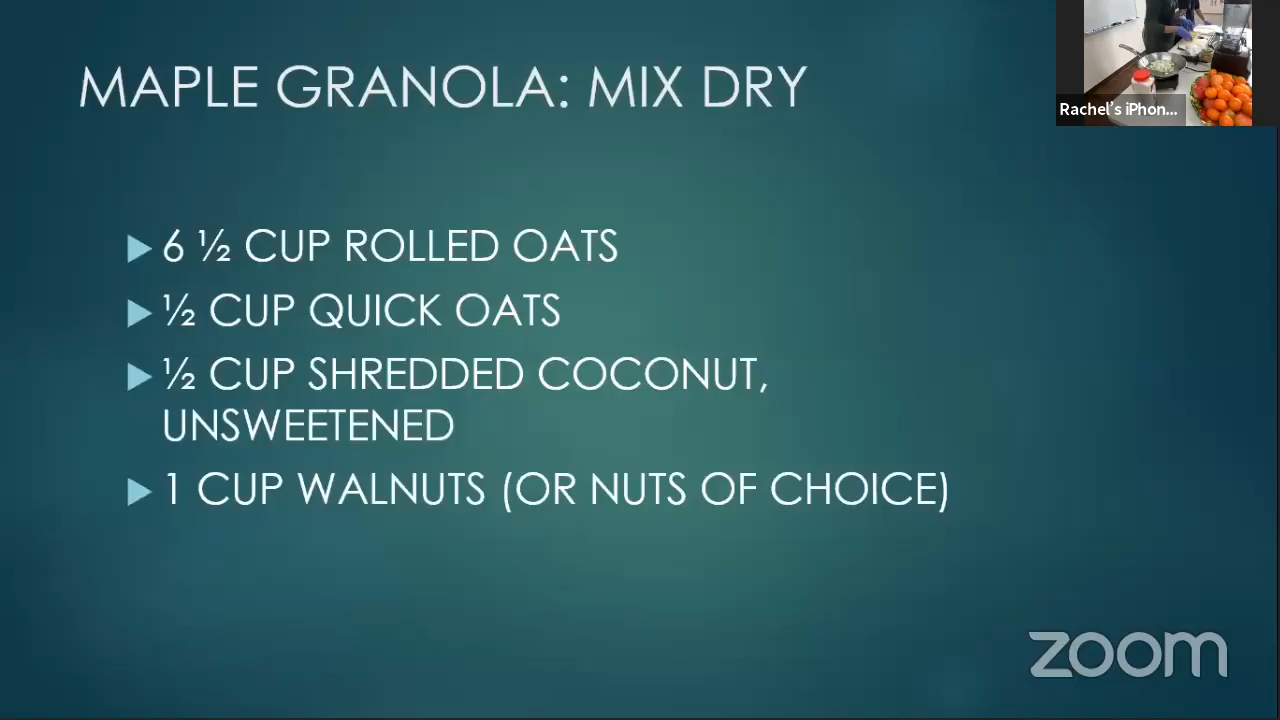 MAPLE GRANOLA: MIX DRY
Rachel's iPhon...
6 ½ CUP ROLLED OATS
½ CUP QUICK OATS
½ CUP SHREDDED COCONUT,
UNSWEETENED
1 CUP WALNUTS (OR NUTS OF CHOICE)
zoom